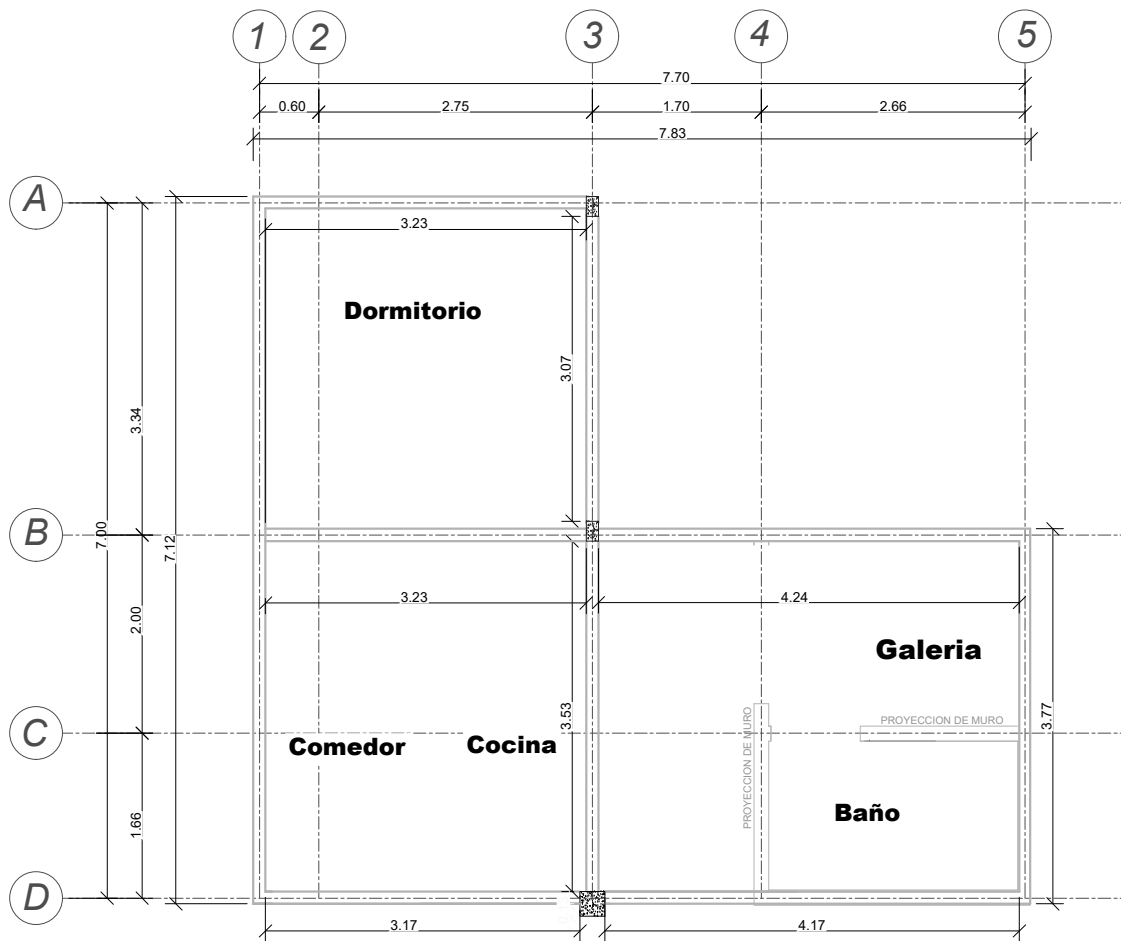 1 2 3 4 5
7.70
0.60 2.75 1.70 2.66
7.83
A
3.23
Dormitorio
3.07
3.34
7.00
7.12
B
3.23 4.24
2.00
Galeria
3.53
3.77
C
PROYECCION DE MURO
PROYECCION DE MURO
Comedor Cocina
Baño
1.66
D
3.17 4.17